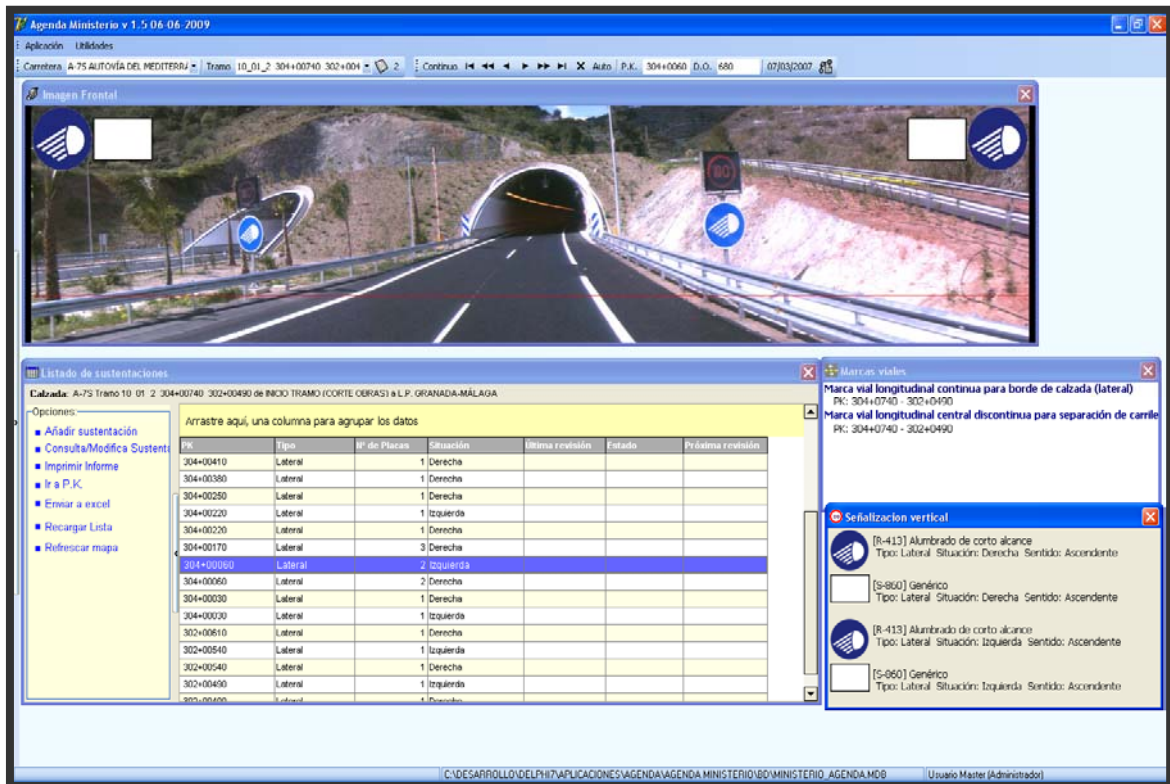 Agenda Ministerio v 1.5 06-06-2009
Aplicación Utilidades
Carretera A-7S AUTOVÍA DEL MEDITERRÁ Tramo 10_01_2 304+00740 302+004 2 Continuo Auto P.K. 304+0060 D.O. 680 07/03/2007
Imagen Frontal
Listado de sustentaciones
Calzada: A-7S Tramo 10_01_2 304+00740 302+00490 de INICIO TRAMO (CORTE OBRAS) a L.P. GRANADA-MÁLAGA
Opciones:
Añadir sustentación
Consulta/Modifica Sustenta
Imprimir Informe
Ir a P.K.
Enviar a excel
Recargar Lista
Refrescar mapa
Arrastre aquí, una columna para agrupar los datos
PK Tipo Nº de Placas Situación Última revisión Estado Próxima revisión
304+00410 Lateral 1 Derecha
304+00380 Lateral 1 Derecha
304+00250 Lateral 1 Derecha
304+00220 Lateral 1 Izquierda
304+00220 Lateral 1 Derecha
304+00170 Lateral 3 Derecha
304+00060 Lateral 2 Izquierda
304+00060 Lateral 2 Derecha
304+00030 Lateral 1 Derecha
304+00030 Lateral 1 Izquierda
302+00610 Lateral 1 Derecha
302+00540 Lateral 1 Izquierda
302+00540 Lateral 1 Derecha
302+00490 Lateral 1 Izquierda
302+00490 Lateral 1 Derecha
Marcas viales
Marca vial longitudinal continua para borde de calzada (lateral)
PK: 304+0740 - 302+0490
Marca vial longitudinal central discontinua para separación de carrile
PK: 304+0740 - 302+0490
Señalizacion vertical
[R-413] Alumbrado de corto alcance
Tipo: Lateral Situación: Derecha Sentido: Ascendente
[S-860] Genérico
Tipo: Lateral Situación: Derecha Sentido: Ascendente
[R-413] Alumbrado de corto alcance
Tipo: Lateral Situación: Izquierda Sentido: Ascendente
[S-860] Genérico
Tipo: Lateral Situación: Izquierda Sentido: Ascendente
C:\DESARROLLO\DELPHI7\APLICACIONES\AGENDA\AGENDA MINISTERIO\BD\MINISTERIO_AGENDA.MDB Usuario Master (Administrador)